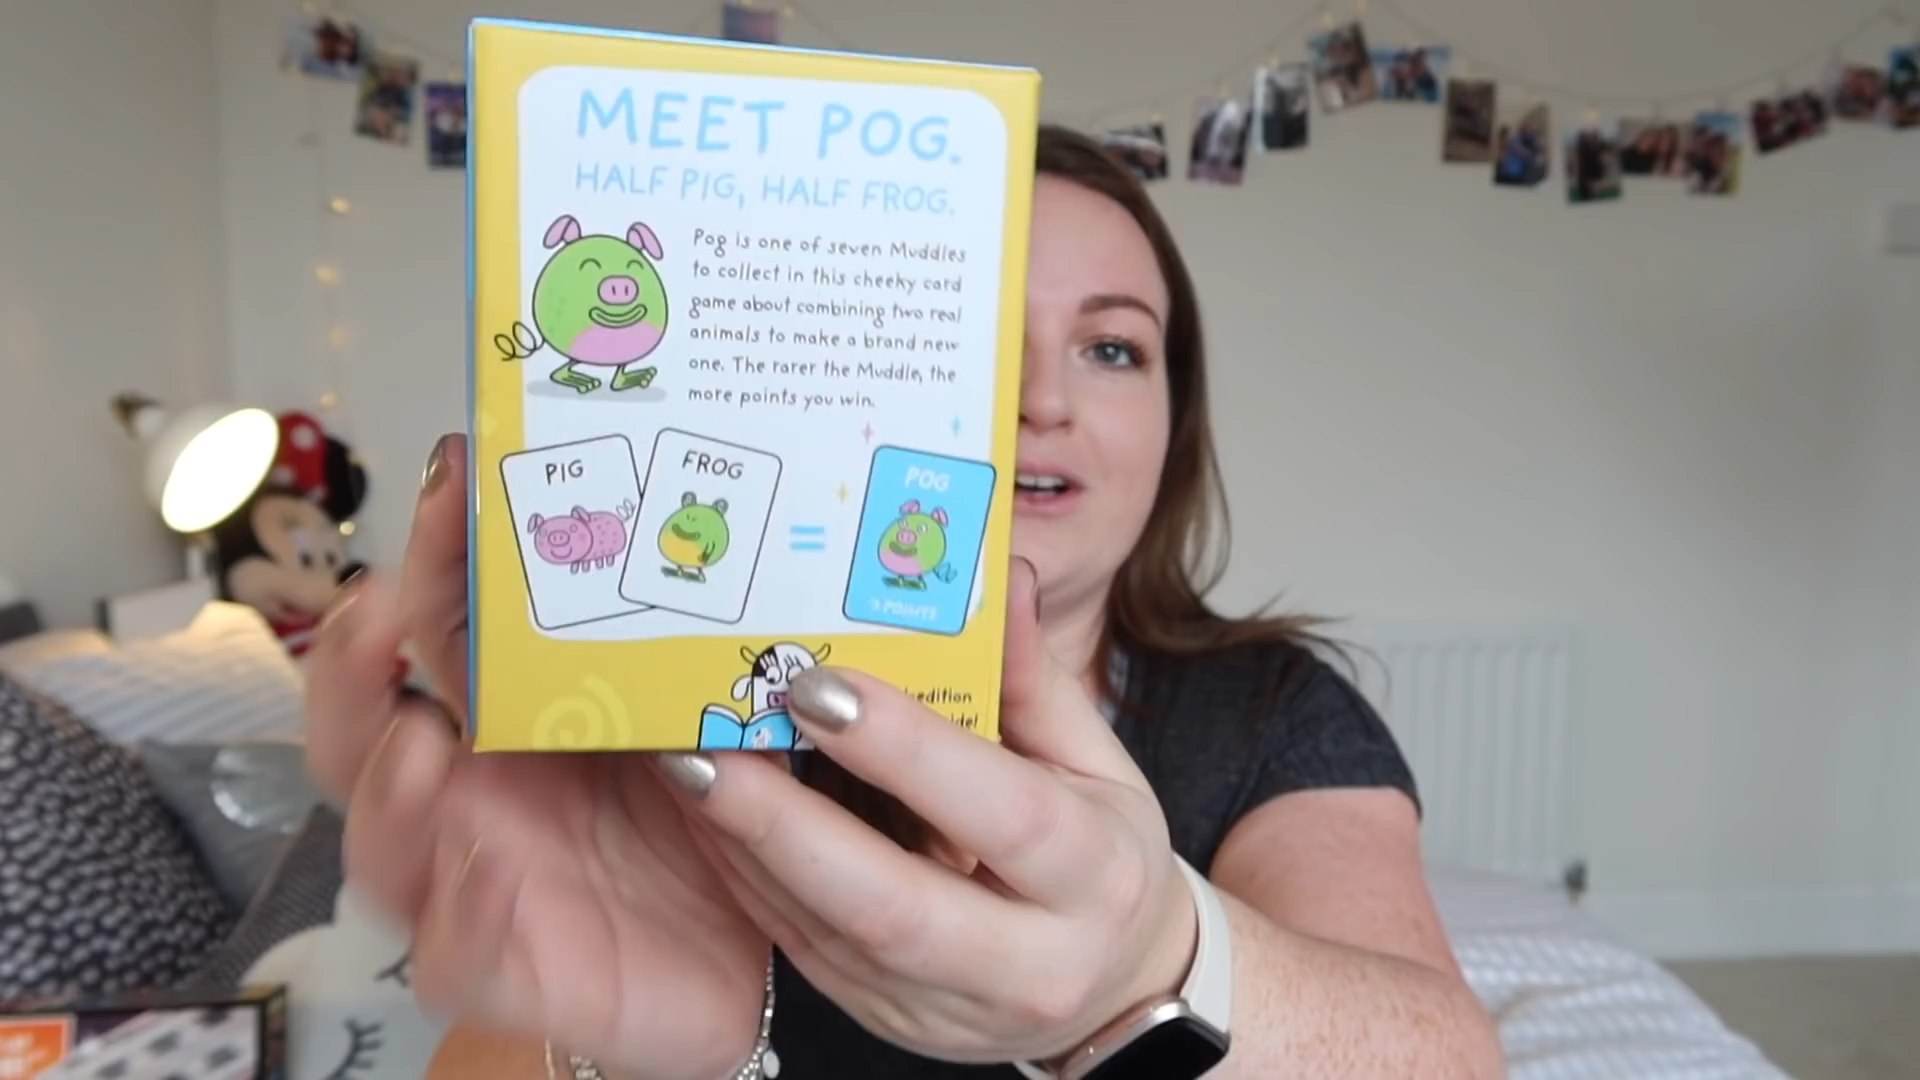 MEET POG.
HALF PIG, HALF FROG.
Pog is one of seven Muddles
to collect in this cheeky card
game about combining two real
animals to make a brand new
one. The rarer the Muddle, the
more points you win.
PIG
FROG
=
POG
POINTS
edition